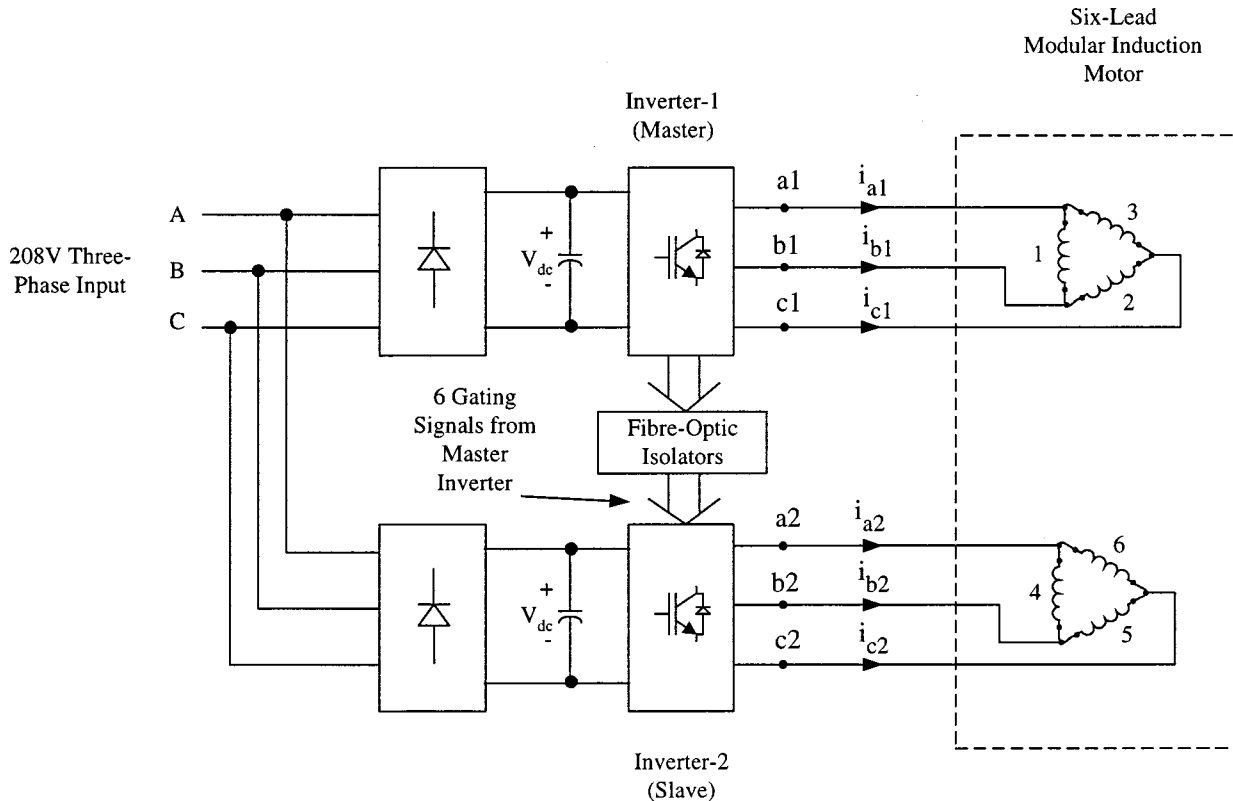 Six-Lead
Modular Induction
Motor
Inverter-1
(Master)
208V Three-
Phase Input
A
B
C
+
V_dc
-
a1
i_a1
b1
i_b1
c1
i_c1
1
3
2
6 Gating
Signals from
Master
Inverter
Fibre-Optic
Isolators
+
V_dc
-
a2
i_a2
b2
i_b2
c2
i_c2
4
6
5
Inverter-2
(Slave)